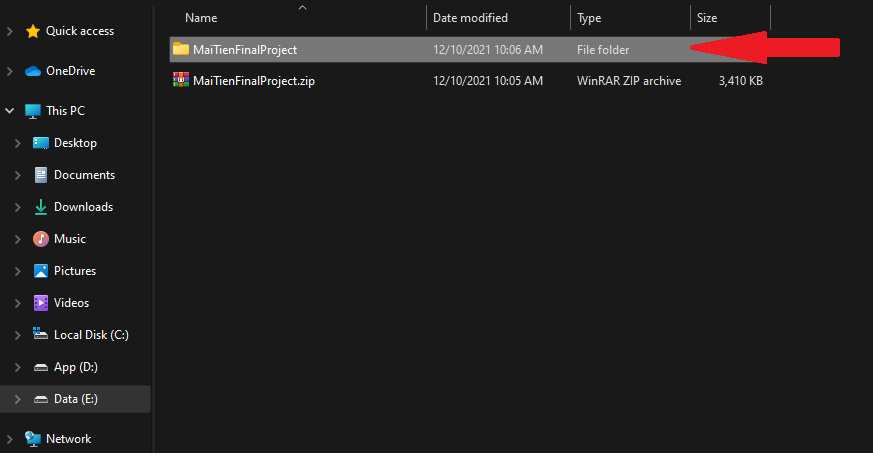 Name Date modified Type Size
Quick access
MaiTienFinalProject 12/10/2021 10:06 AM File folder
OneDrive
MaiTienFinalProject.zip 12/10/2021 10:05 AM WinRAR ZIP archive 3,410 KB
This PC
Desktop
Documents
Downloads
Music
Pictures
Videos
Local Disk (C:)
App (D:)
Data (E:)
Network